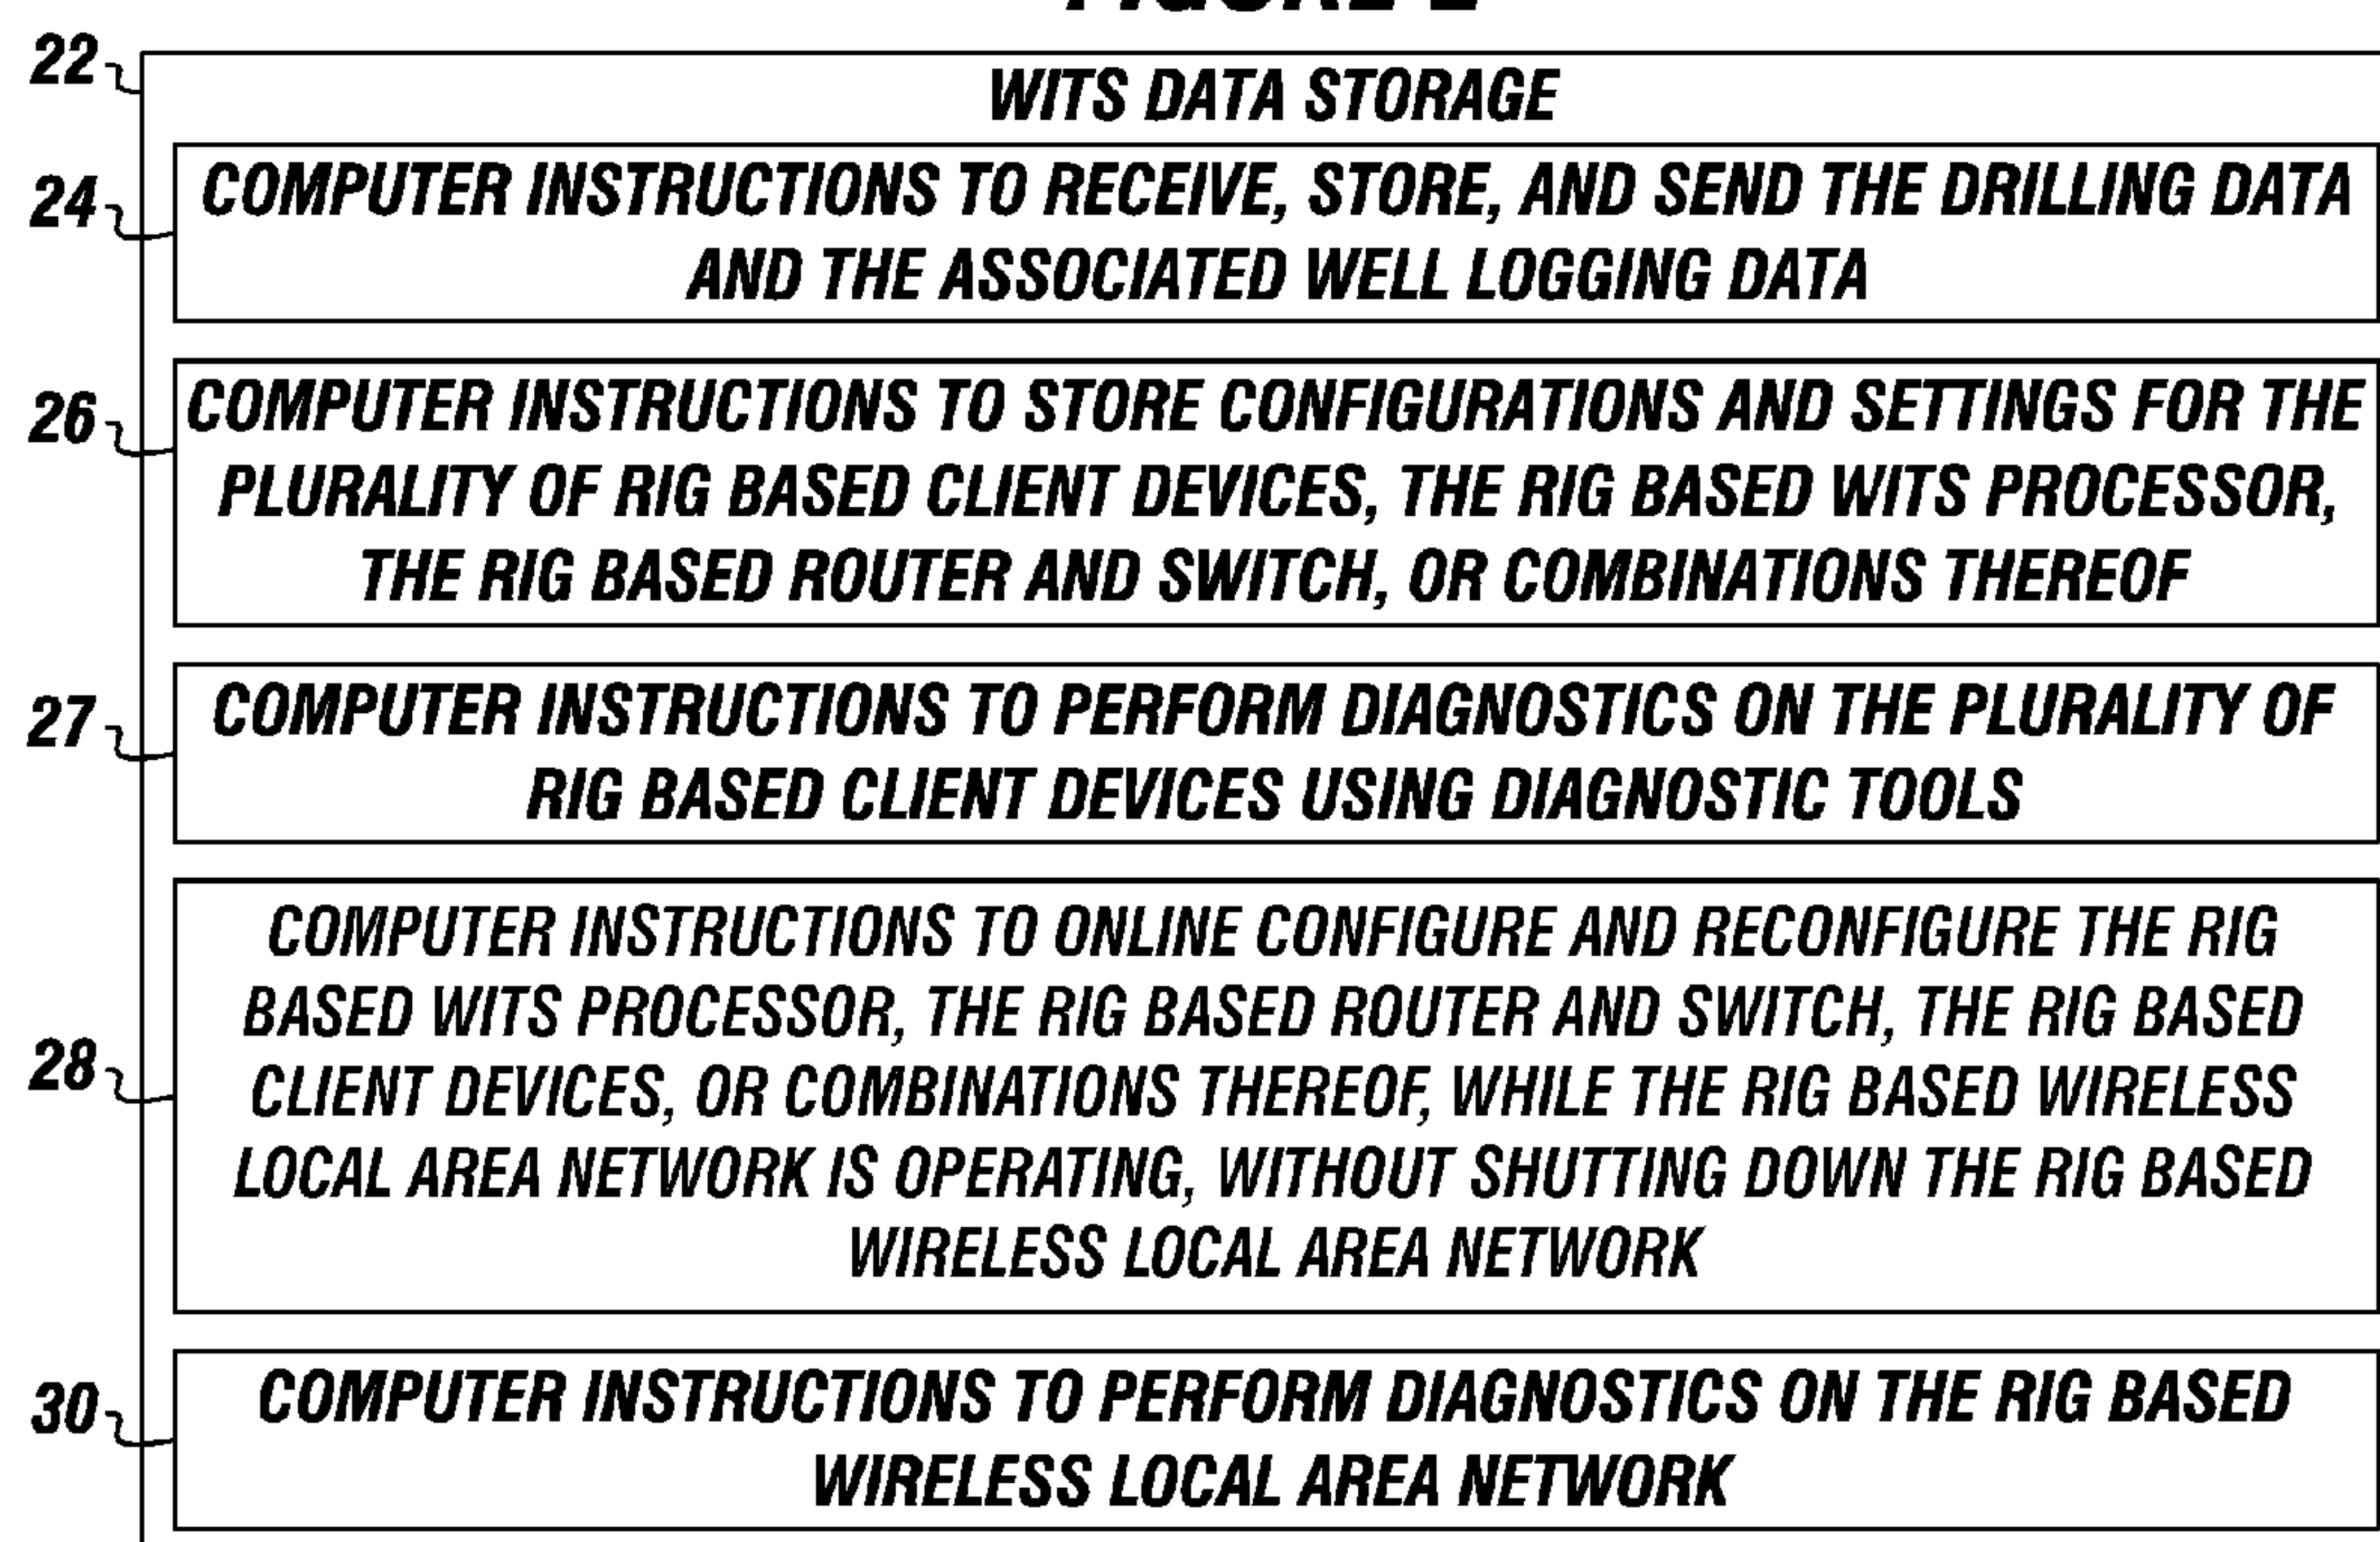 FIGURE 2
22
WITS DATA STORAGE
24
COMPUTER INSTRUCTIONS TO RECEIVE, STORE, AND SEND THE DRILLING DATA
AND THE ASSOCIATED WELL LOGGING DATA
26
COMPUTER INSTRUCTIONS TO STORE CONFIGURATIONS AND SETTINGS FOR THE
PLURALITY OF RIG BASED CLIENT DEVICES, THE RIG BASED WITS PROCESSOR,
THE RIG BASED ROUTER AND SWITCH, OR COMBINATIONS THEREOF
27
COMPUTER INSTRUCTIONS TO PERFORM DIAGNOSTICS ON THE PLURALITY OF
RIG BASED CLIENT DEVICES USING DIAGNOSTIC TOOLS
28
COMPUTER INSTRUCTIONS TO ONLINE CONFIGURE AND RECONFIGURE THE RIG
BASED WITS PROCESSOR, THE RIG BASED ROUTER AND SWITCH, THE RIG BASED
CLIENT DEVICES, OR COMBINATIONS THEREOF, WHILE THE RIG BASED WIRELESS
LOCAL AREA NETWORK IS OPERATING, WITHOUT SHUTTING DOWN THE RIG BASED
WIRELESS LOCAL AREA NETWORK
30
COMPUTER INSTRUCTIONS TO PERFORM DIAGNOSTICS ON THE RIG BASED
WIRELESS LOCAL AREA NETWORK